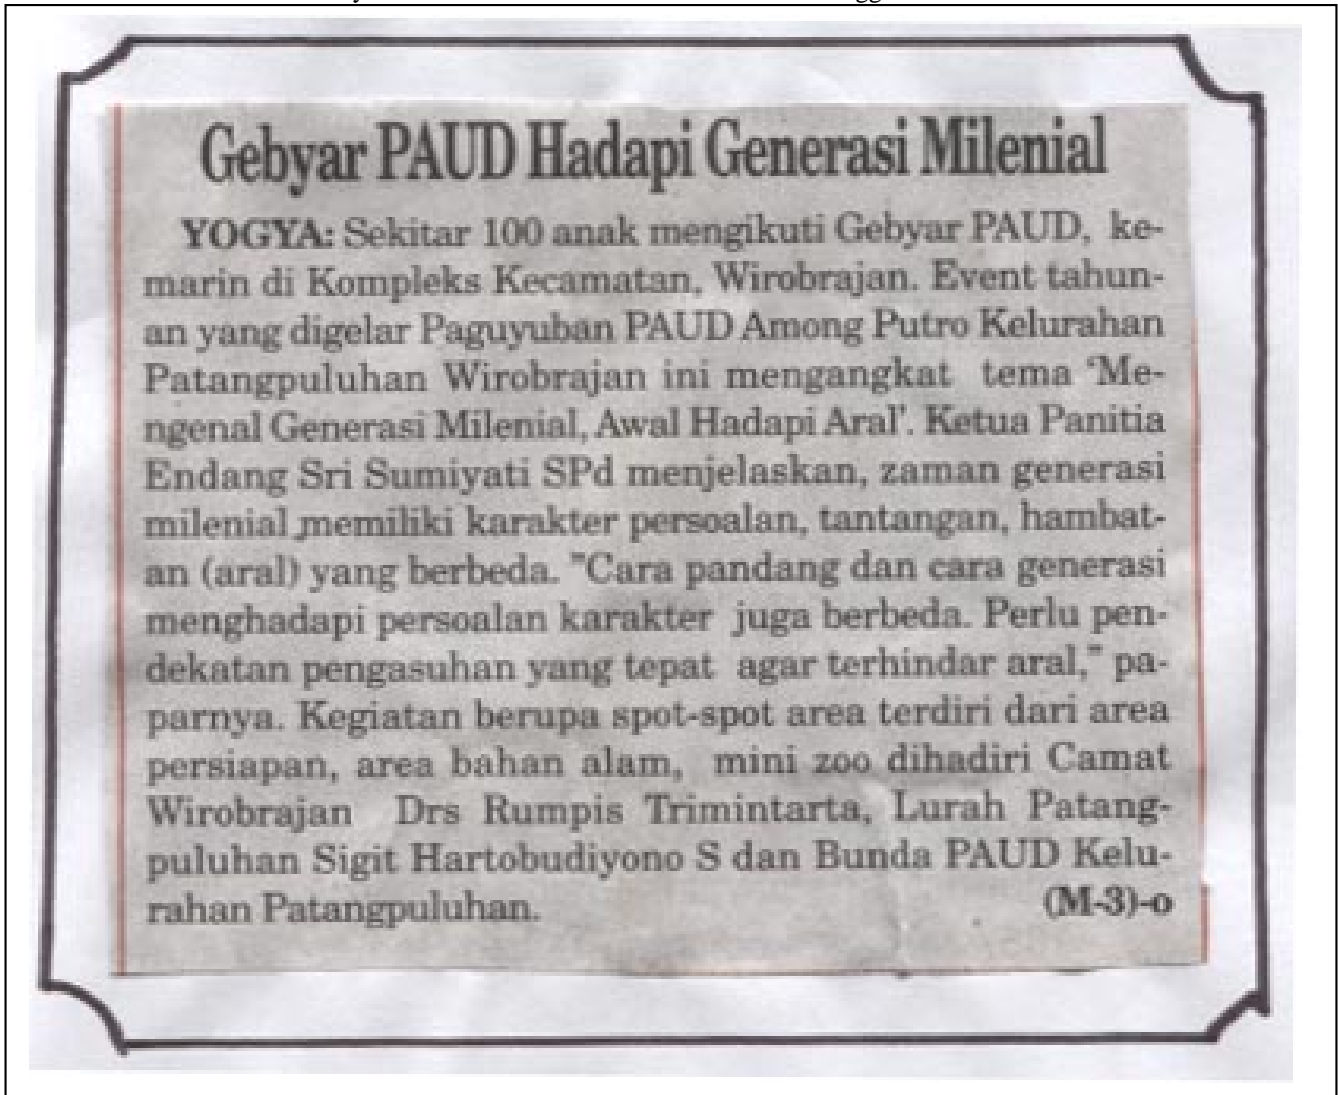 Gebyar PAUD Hadapi Generasi Milenial
YOGYA: Sekitar 100 anak mengikuti Gebyar PAUD, ke-
marin di Kompleks Kecamatan, Wirobrajan. Event tahun-
an yang digelar Paguyuban PAUD Among Putro Kelurahan
Patangpuluhan Wirobrajan ini mengangkat tema 'Me-
ngenal Generasi Milenial, Awal Hadapi Aral'. Ketua Panitia
Endang Sri Sumiyati SPd menjelaskan, zaman generasi
milenial memiliki karakter persoalan, tantangan, hambat-
an (aral) yang berbeda. "Cara pandang dan cara generasi
menghadapi persoalan karakter juga berbeda. Perlu pen-
dekatan pengasuhan yang tepat agar terhindar aral," pa-
parnya. Kegiatan berupa spot-spot area terdiri dari area
persiapan, area bahan alam, mini zoo dihadiri Camat
Wirobrajan Drs Rumpis Trimintarta, Lurah Patang-
puluhan Sigit Hartobudiyono S dan Bunda PAUD Kelu-
rahan Patangpuluhan. (M-3)-o